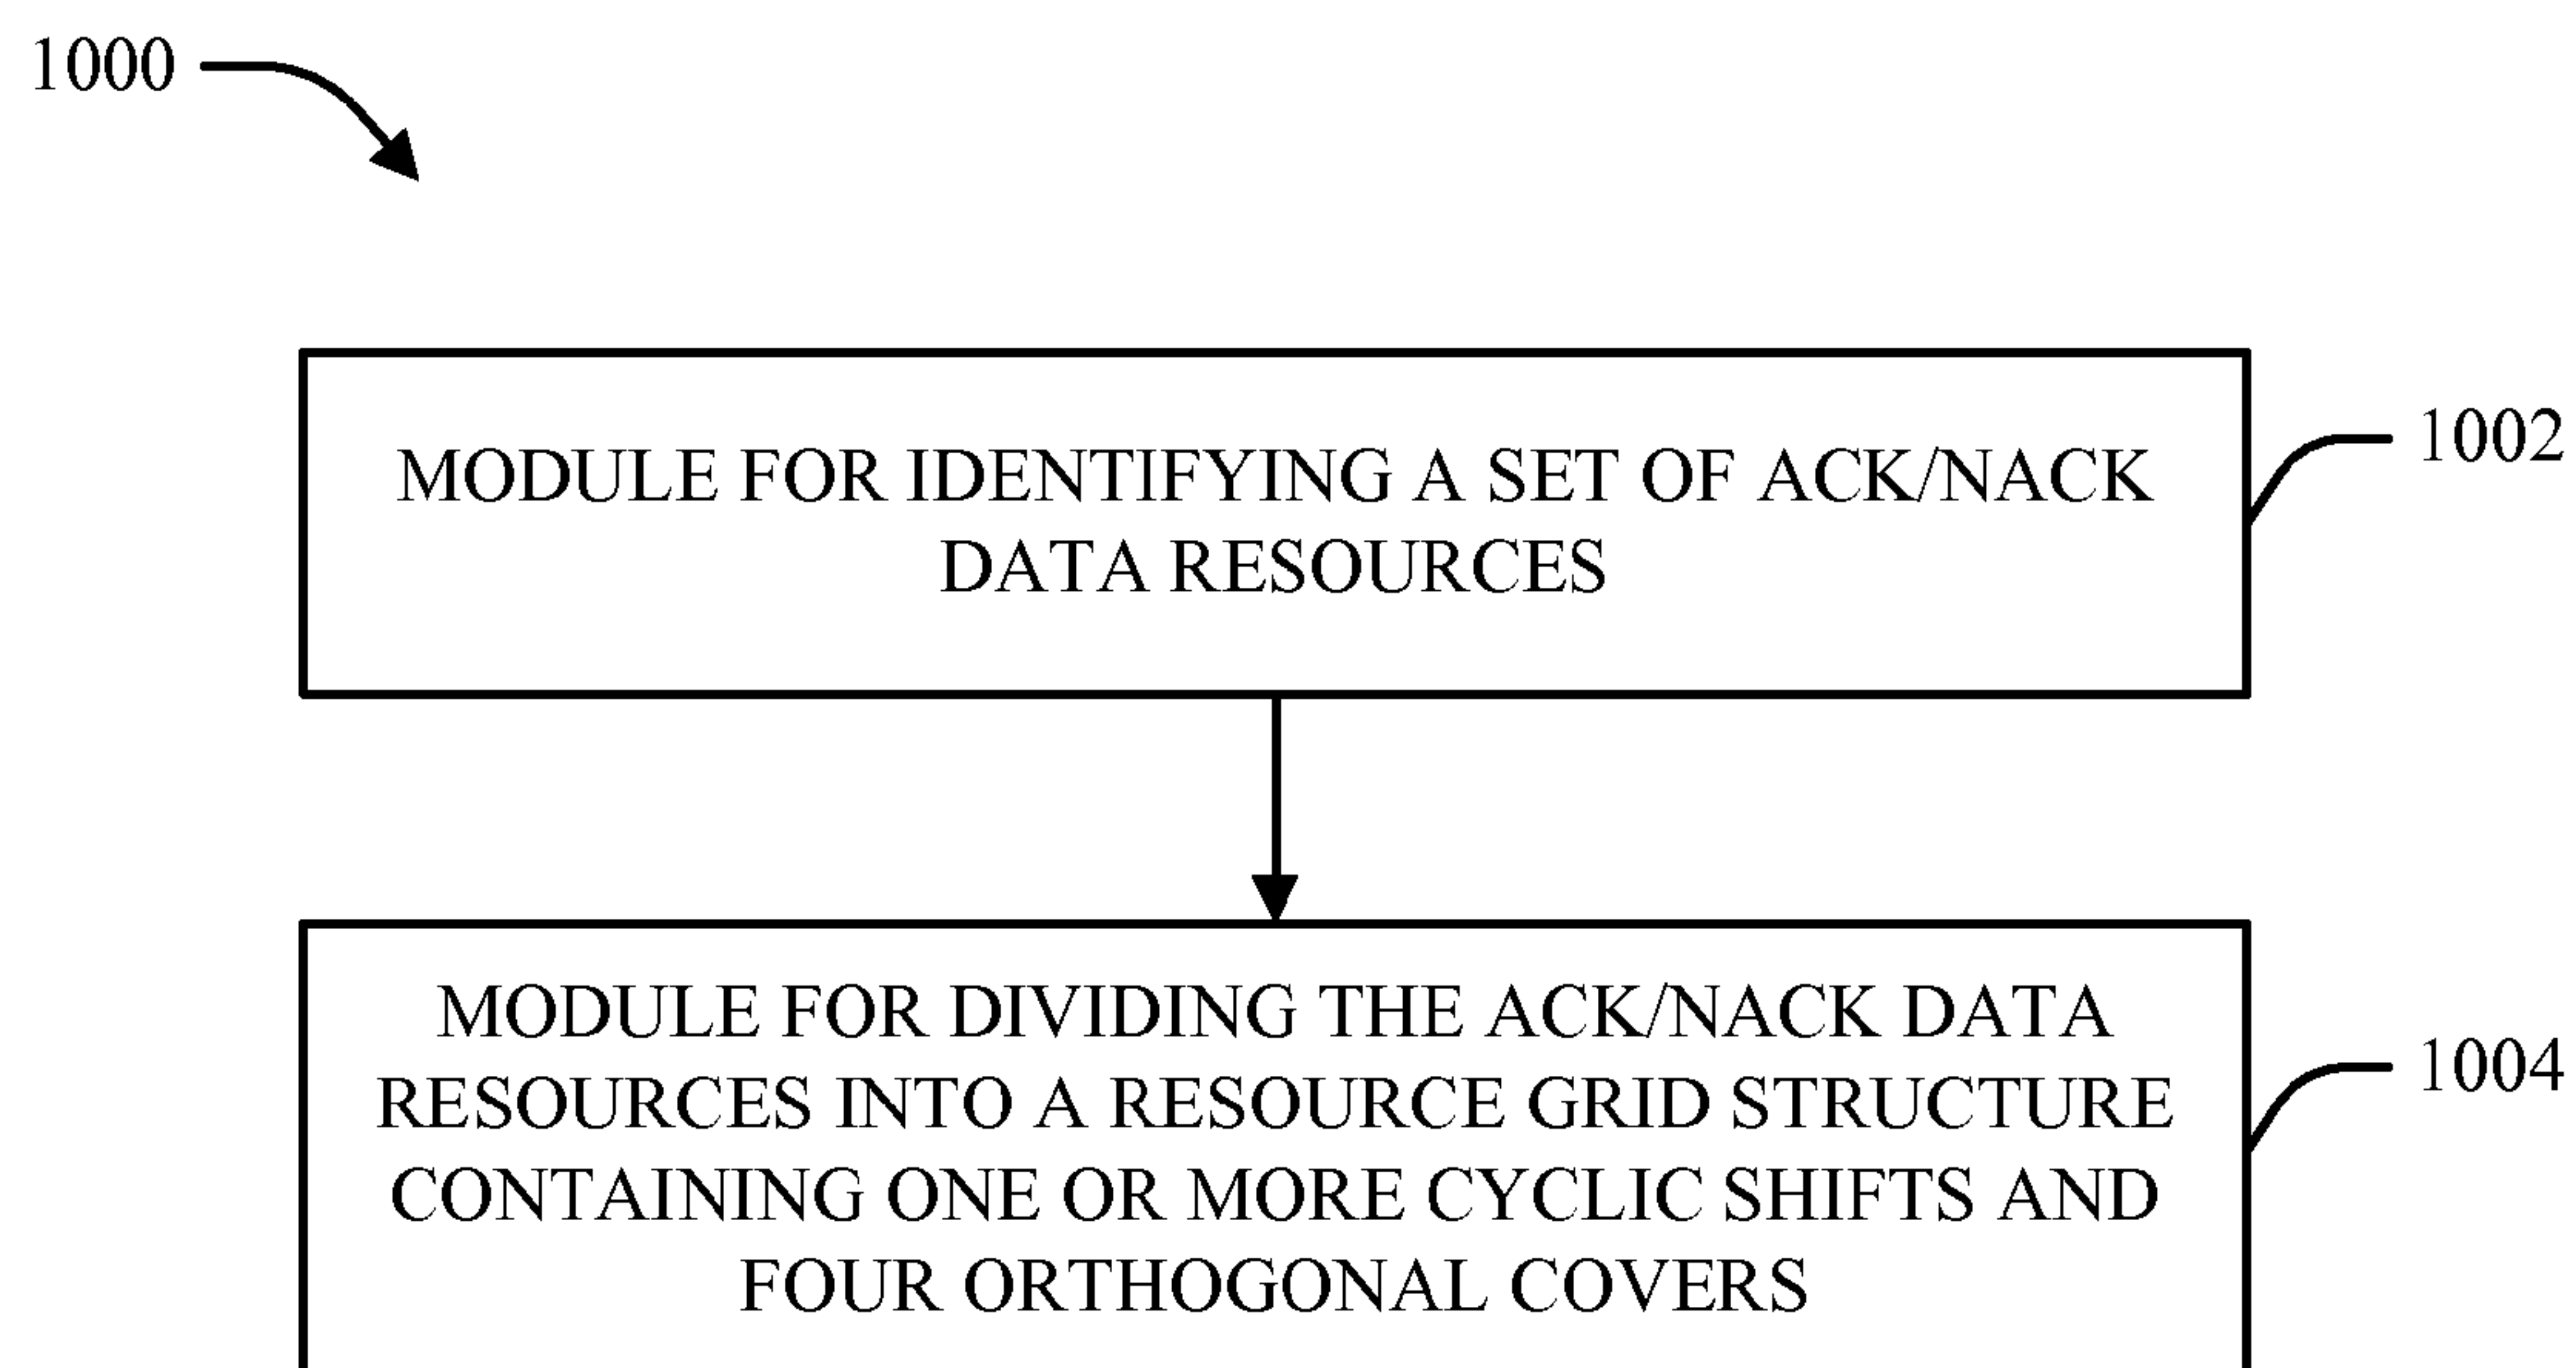 1000
MODULE FOR IDENTIFYING A SET OF ACK/NACK
DATA RESOURCES
1002
MODULE FOR DIVIDING THE ACK/NACK DATA
RESOURCES INTO A RESOURCE GRID STRUCTURE
CONTAINING ONE OR MORE CYCLIC SHIFTS AND
FOUR ORTHOGONAL COVERS
1004